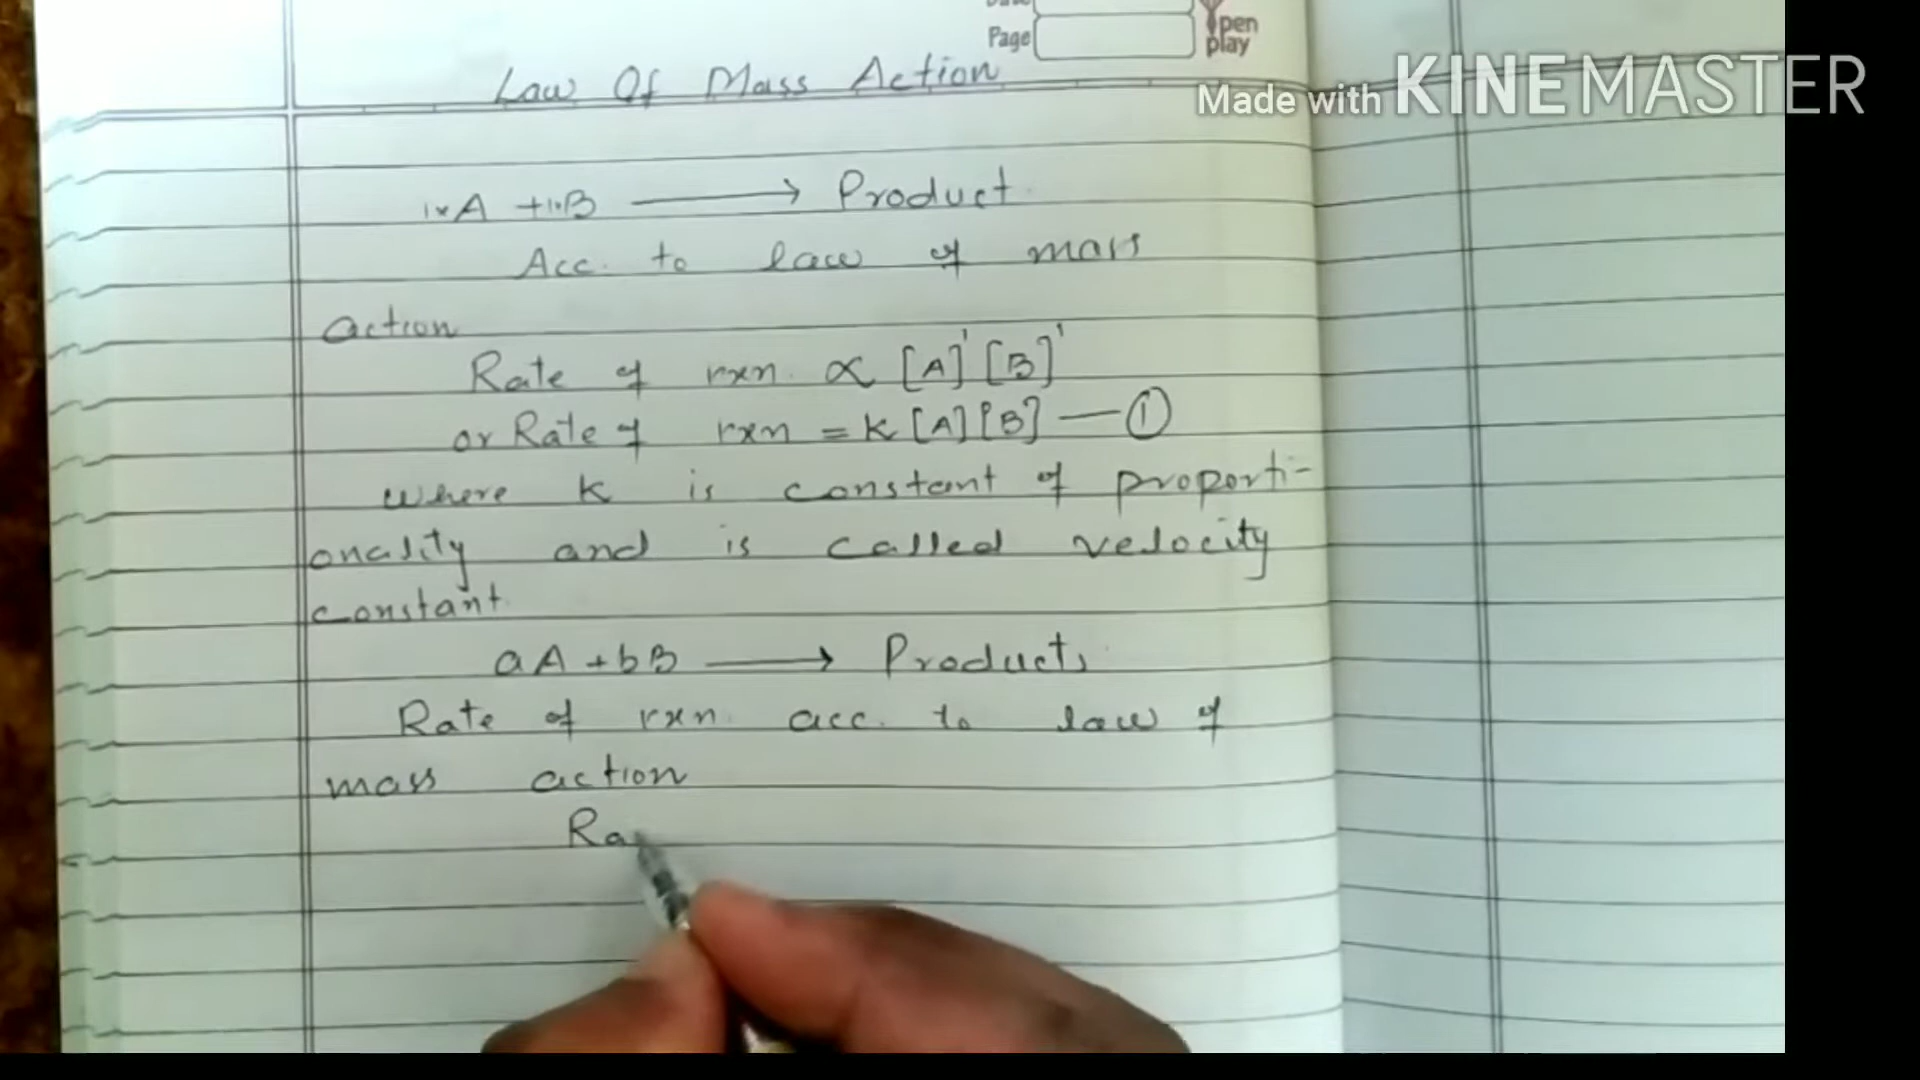 Page
pen
play
Made with KINEMASTER
Law Of Mass Action
1×A + 1×B ⟶ Product
Acc. to law of mass
action
Rate of rxn. ∝ [A]¹ [B]¹
or Rate of rxn = K [A] [B] — ①
where K is constant of proporti-
onality and is called velocity
constant.
aA + bB ⟶ Products
Rate of rxn. acc. to law of
mass action
Ra